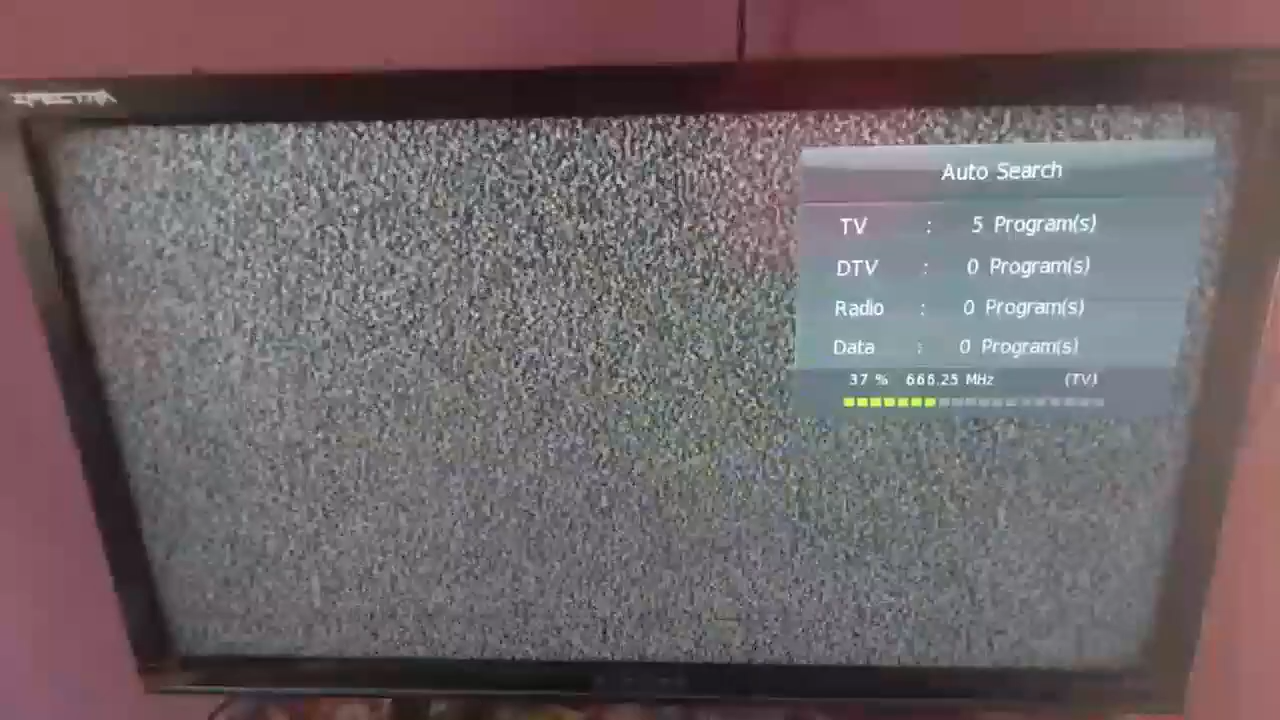 SPECTRA
Auto Search
TV : 5 Program(s)
DTV : 0 Program(s)
Radio : 0 Program(s)
Data : 0 Program(s)
37 % 666.25 MHz (TV)